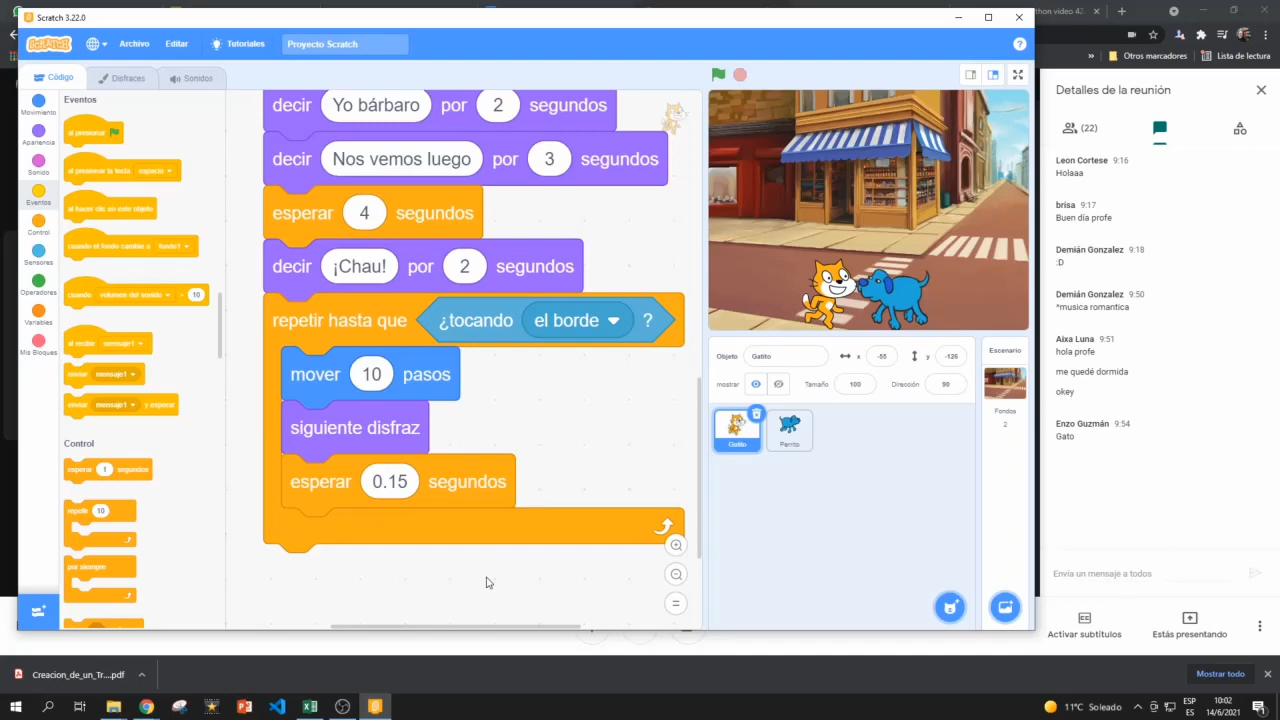 Scratch 3.22.0
SCRATCH
Archivo
Editar
Tutoriales
Proyecto Scratch
Código
Disfraces
Sonidos
Movimiento
Apariencia
Sonido
Eventos
Control
Sensores
Operadores
Variables
Mis Bloques
Eventos
al presionar
al presionar la tecla espacio
al hacer clic en este objeto
cuando el fondo cambie a fondo1
cuando volumen del sonido > 10
al recibir mensaje1
enviar mensaje1
enviar mensaje1 y esperar
Control
esperar 1 segundos
repetir 10
por siempre
decir Yo bárbaro por 2 segundos
decir Nos vemos luego por 3 segundos
esperar 4 segundos
decir ¡Chau! por 2 segundos
repetir hasta que ¿tocando el borde ?
mover 10 pasos
siguiente disfraz
esperar 0.15 segundos
Objeto Gatito x -55 y -126
mostrar Tamaño 100 Dirección 90
Gatito
Perrito
Escenario
Fondos
2
python video 42
Otros marcadores
Lista de lectura
Detalles de la reunión
(22)
Leon Cortese 9:16
Holaaa
brisa 9:17
Buen día profe
Demián Gonzalez 9:18
:D
Demián Gonzalez 9:50
*musica romantica
Aixa Luna 9:51
hola profe
me quedé dormida
okey
Enzo Guzmán 9:54
Gato
Envía un mensaje a todos
Activar subtítulos
Estás presentando
Creacion_de_un_Tr....pdf
Mostrar todo
11°C Soleado
ESP
ES
10:02
14/6/2021
1